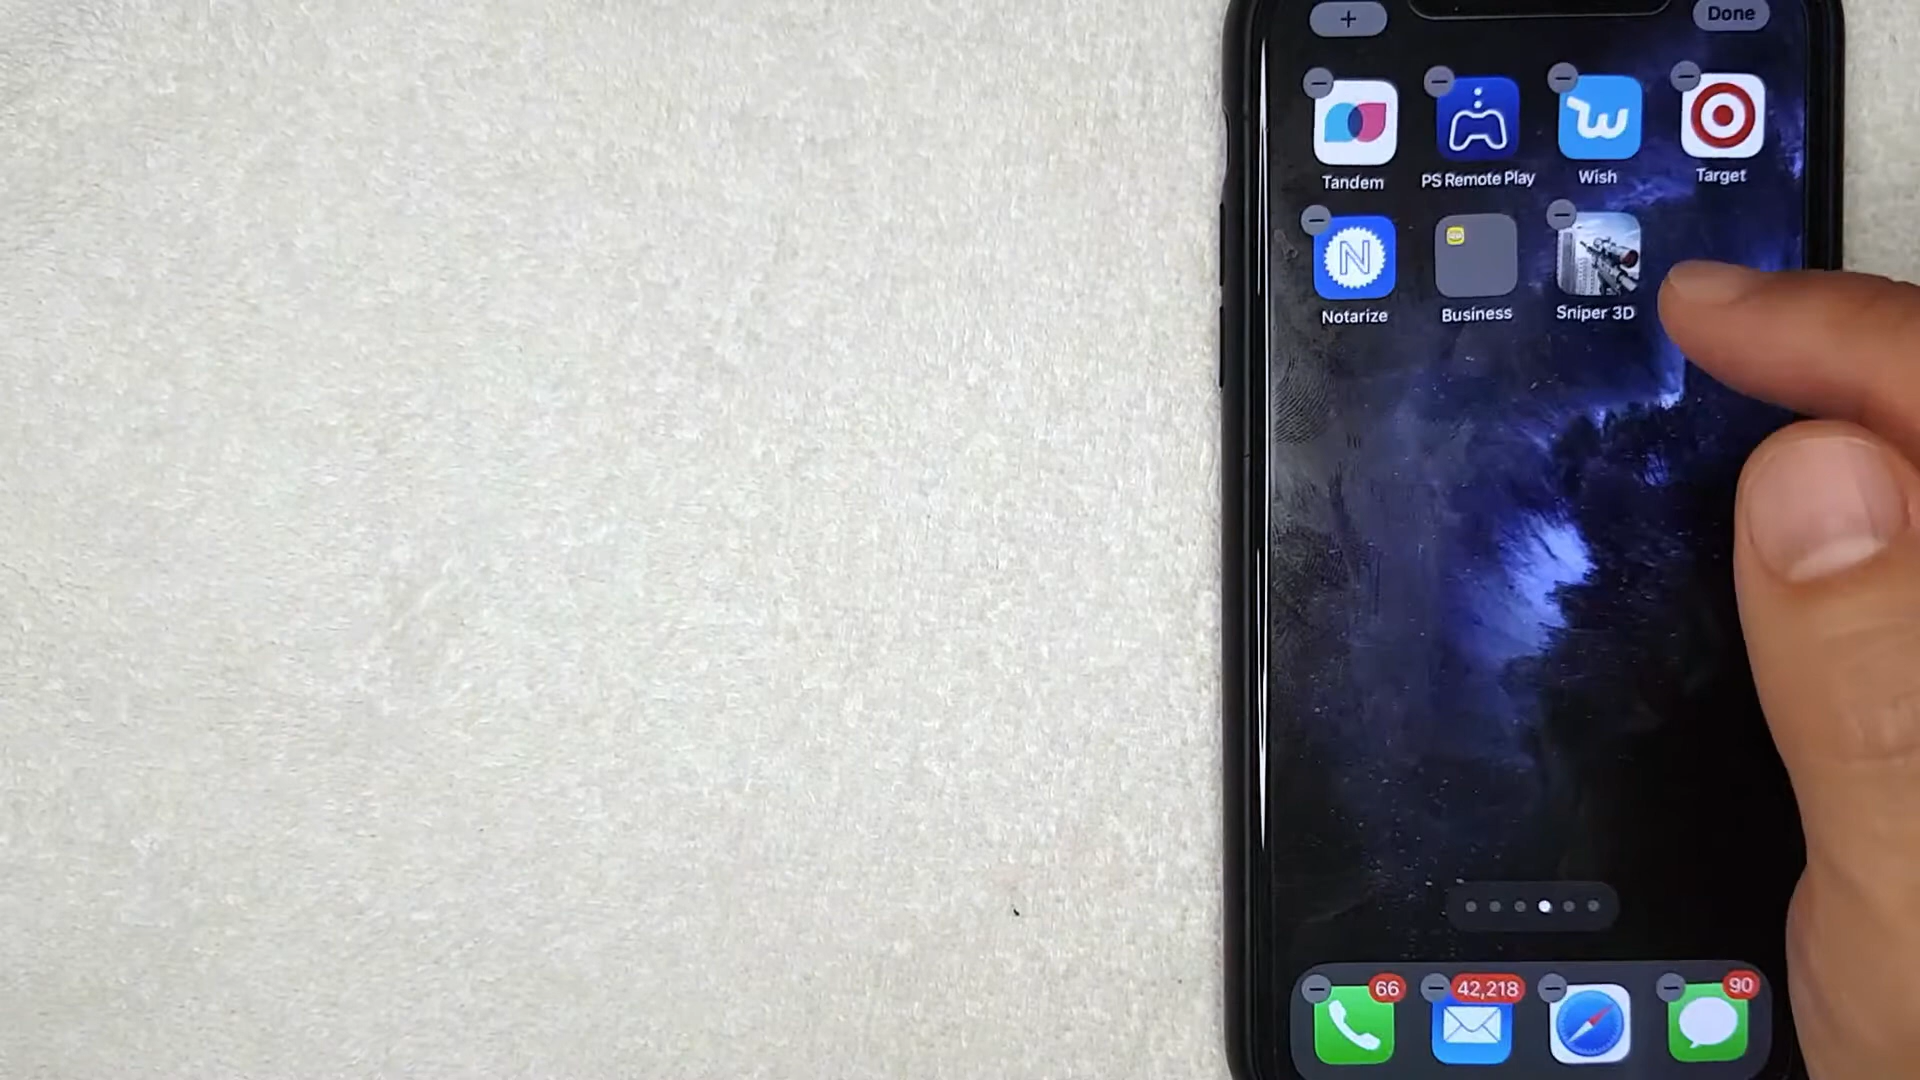 + Done
Tandem PS Remote Play Wish Target
N
Notarize Business Sniper 3D
66 42,218 90